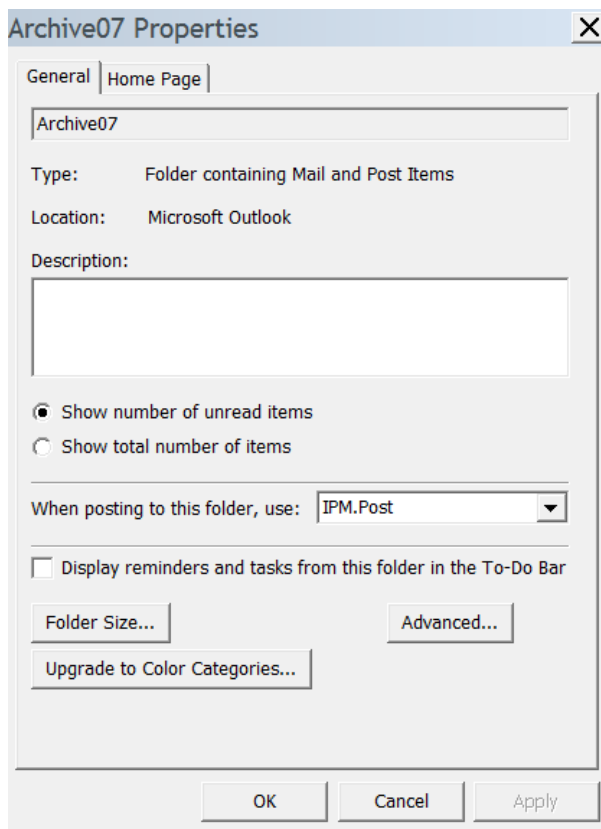 Archive07 Properties
General
Home Page
Archive07
Type: Folder containing Mail and Post Items
Location: Microsoft Outlook
Description:
Show number of unread items
Show total number of items
When posting to this folder, use: IPM.Post
Display reminders and tasks from this folder in the To-Do Bar
Folder Size... Advanced...
Upgrade to Color Categories...
OK Cancel Apply